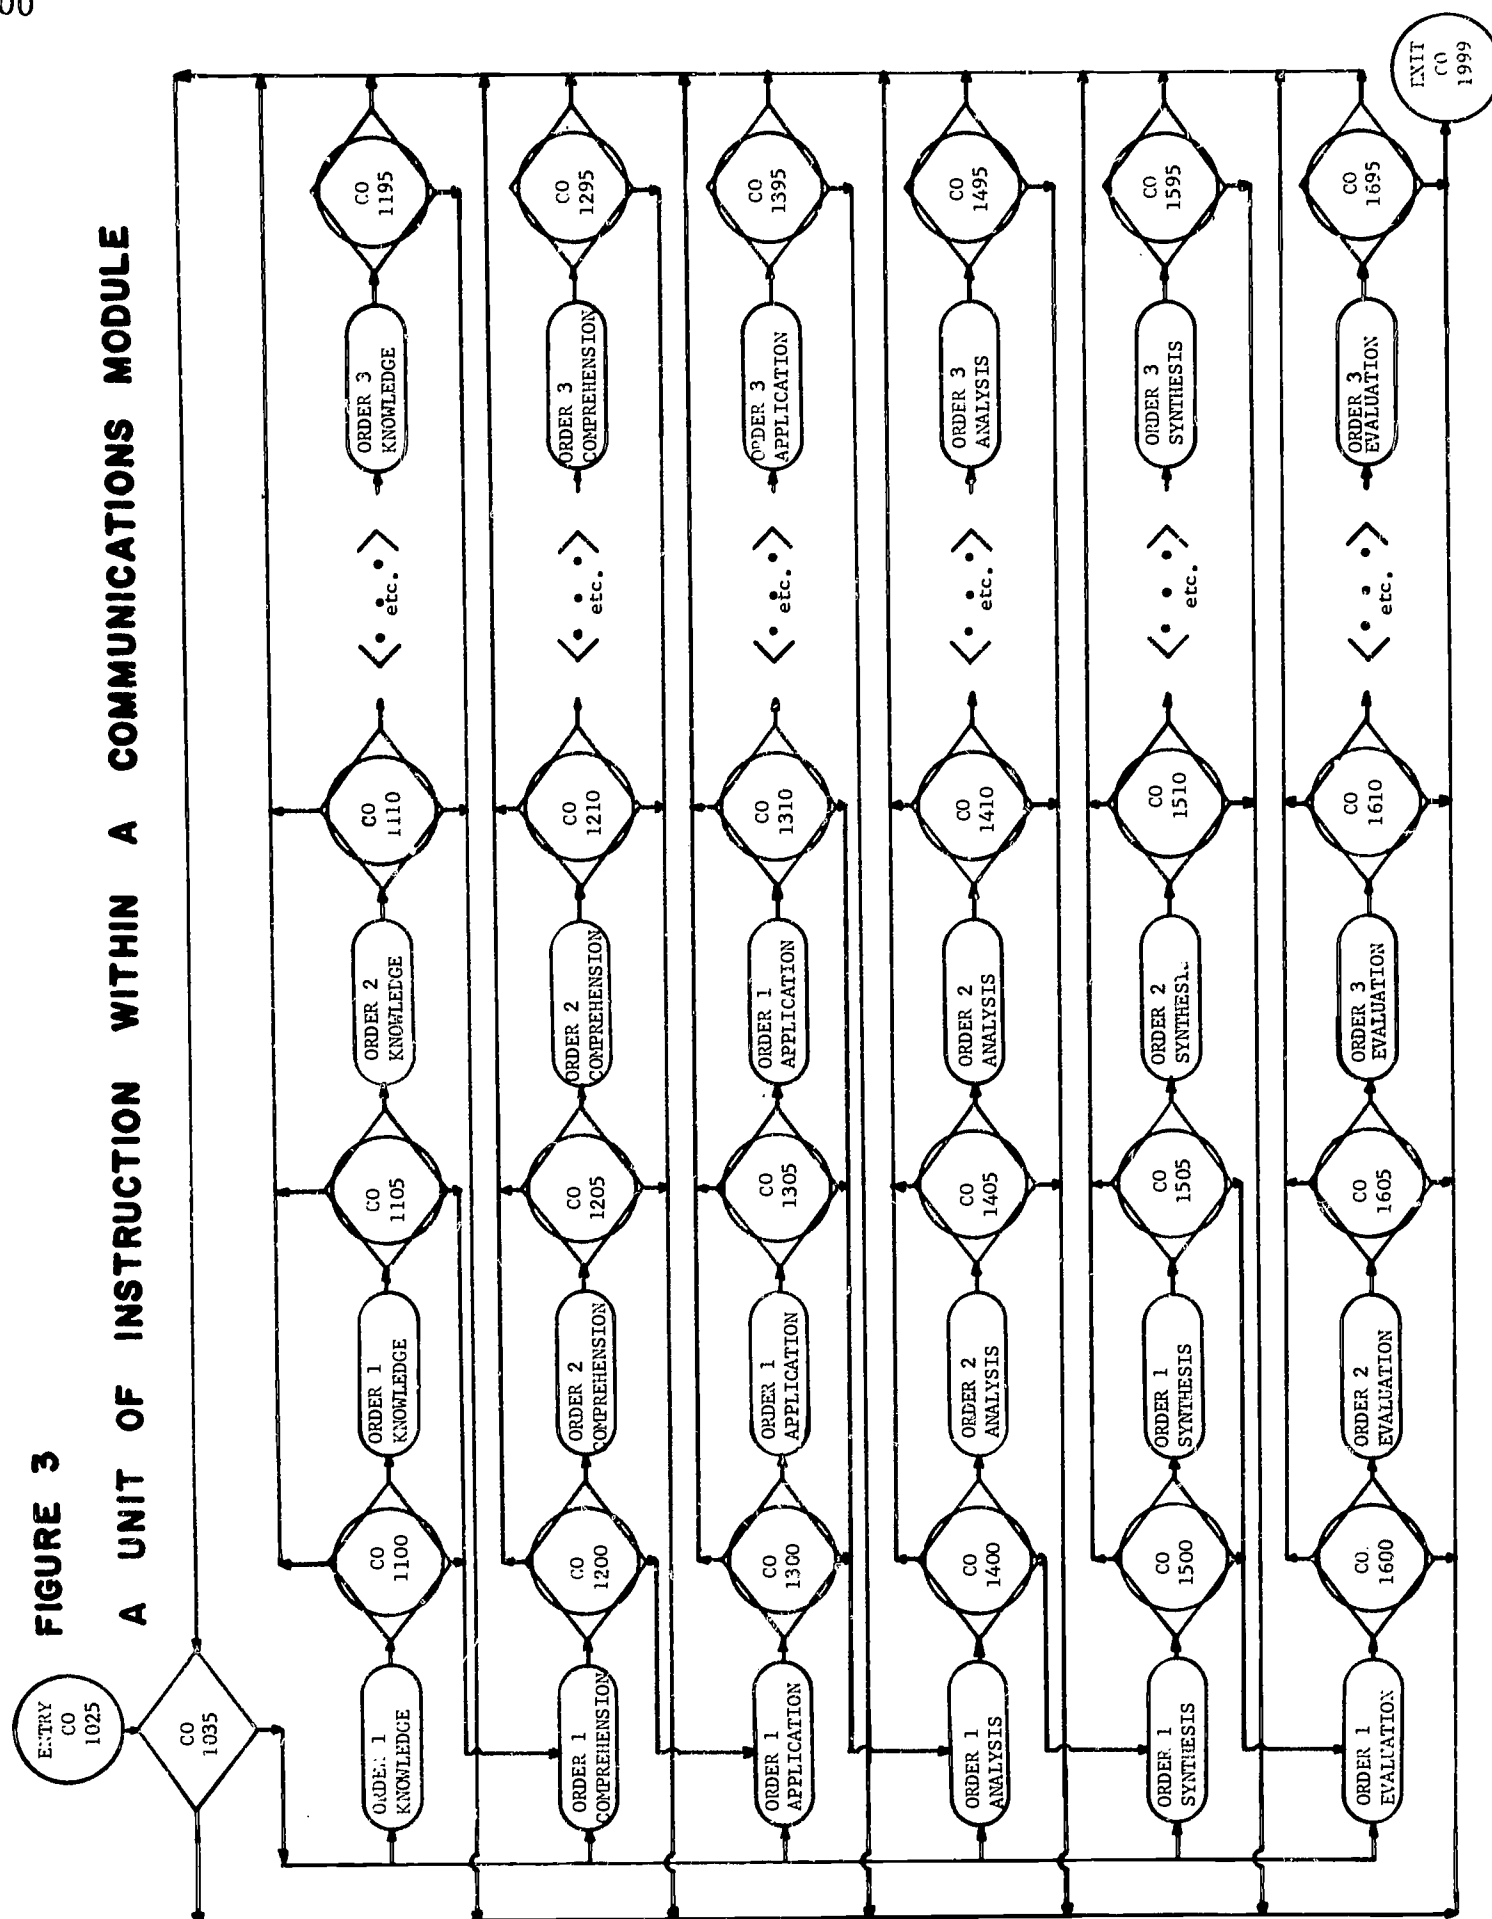 00
FIGURE 3
A UNIT OF INSTRUCTION WITHIN A COMMUNICATIONS MODULE
ENTRY
CO
1025
CO
1035
ORDER 1
KNOWLEDGE
CO
1100
ORDER 1
KNOWLEDGE
CO
1105
ORDER 2
KNOWLEDGE
CO
1110
etc.
ORDER 3
KNOWLEDGE
CO
1195
ORDER 1
COMPREHENSION
CO
1200
ORDER 2
COMPREHENSION
CO
1205
ORDER 2
COMPREHENSION
CO
1210
etc.
ORDER 3
COMPREHENSION
CO
1295
ORDER 1
APPLICATION
CO
1300
ORDER 1
APPLICATION
CO
1305
ORDER 1
APPLICATION
CO
1310
etc.
ORDER 3
APPLICATION
CO
1395
ORDER 1
ANALYSIS
CO
1400
ORDER 2
ANALYSIS
CO
1405
ORDER 2
ANALYSIS
CO
1410
etc.
ORDER 3
ANALYSIS
CO
1495
ORDER 1
SYNTHESIS
CO
1500
ORDER 1
SYNTHESIS
CO
1505
ORDER 2
SYNTHESIS
CO
1510
etc.
ORDER 3
SYNTHESIS
CO
1595
ORDER 1
EVALUATION
CO.
1600
ORDER 2
EVALUATION
CO
1605
ORDER 3
EVALUATION
CO
1610
etc.
ORDER 3
EVALUATION
CO
1695
EXIT
CO
1999